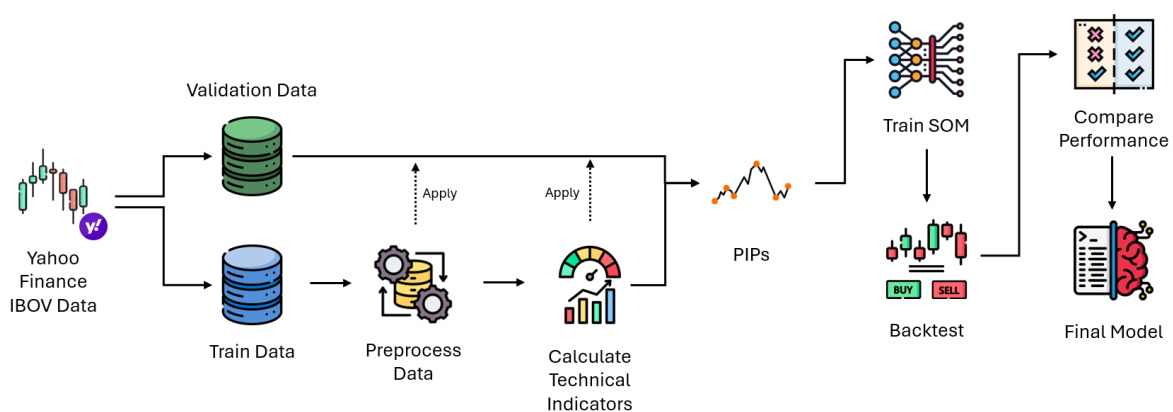 Validation Data
Yahoo
Finance
IBOV Data
y!
Train Data
Apply
Preprocess
Data
Apply
Calculate
Technical
Indicators
PIPs
Train SOM
BUY
SELL
Backtest
Compare
Performance
Final Model